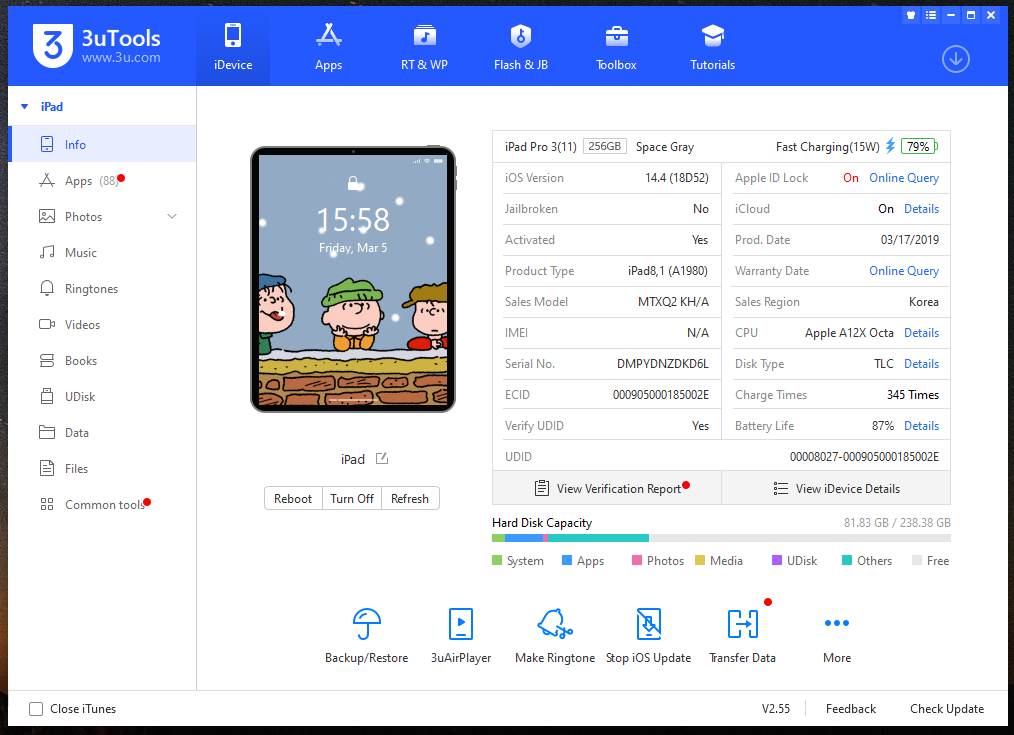 3 3uTools
www.3u.com
iDevice
Apps
RT & WP
Flash & JB
Toolbox
Tutorials
iPad
Info
Apps (88)
Photos
Music
Ringtones
Videos
Books
UDisk
Data
Files
Common tools
15:58
Friday, Mar 5
iPad
Reboot Turn Off Refresh
iPad Pro 3(11) 256GB Space Gray Fast Charging(15W) 79%
iOS Version 14.4 (18D52) Apple ID Lock On Online Query
Jailbroken No iCloud On Details
Activated Yes Prod. Date 03/17/2019
Product Type iPad8,1 (A1980) Warranty Date Online Query
Sales Model MTXQ2 KH/A Sales Region Korea
IMEI N/A CPU Apple A12X Octa Details
Serial No. DMPYDNZDKD6L Disk Type TLC Details
ECID 000905000185002E Charge Times 345 Times
Verify UDID Yes Battery Life 87% Details
UDID 00008027-000905000185002E
View Verification Report View iDevice Details
Hard Disk Capacity 81.83 GB / 238.38 GB
System Apps Photos Media UDisk Others Free
Backup/Restore 3uAirPlayer Make Ringtone Stop iOS Update Transfer Data More
Close iTunes V2.55 Feedback Check Update